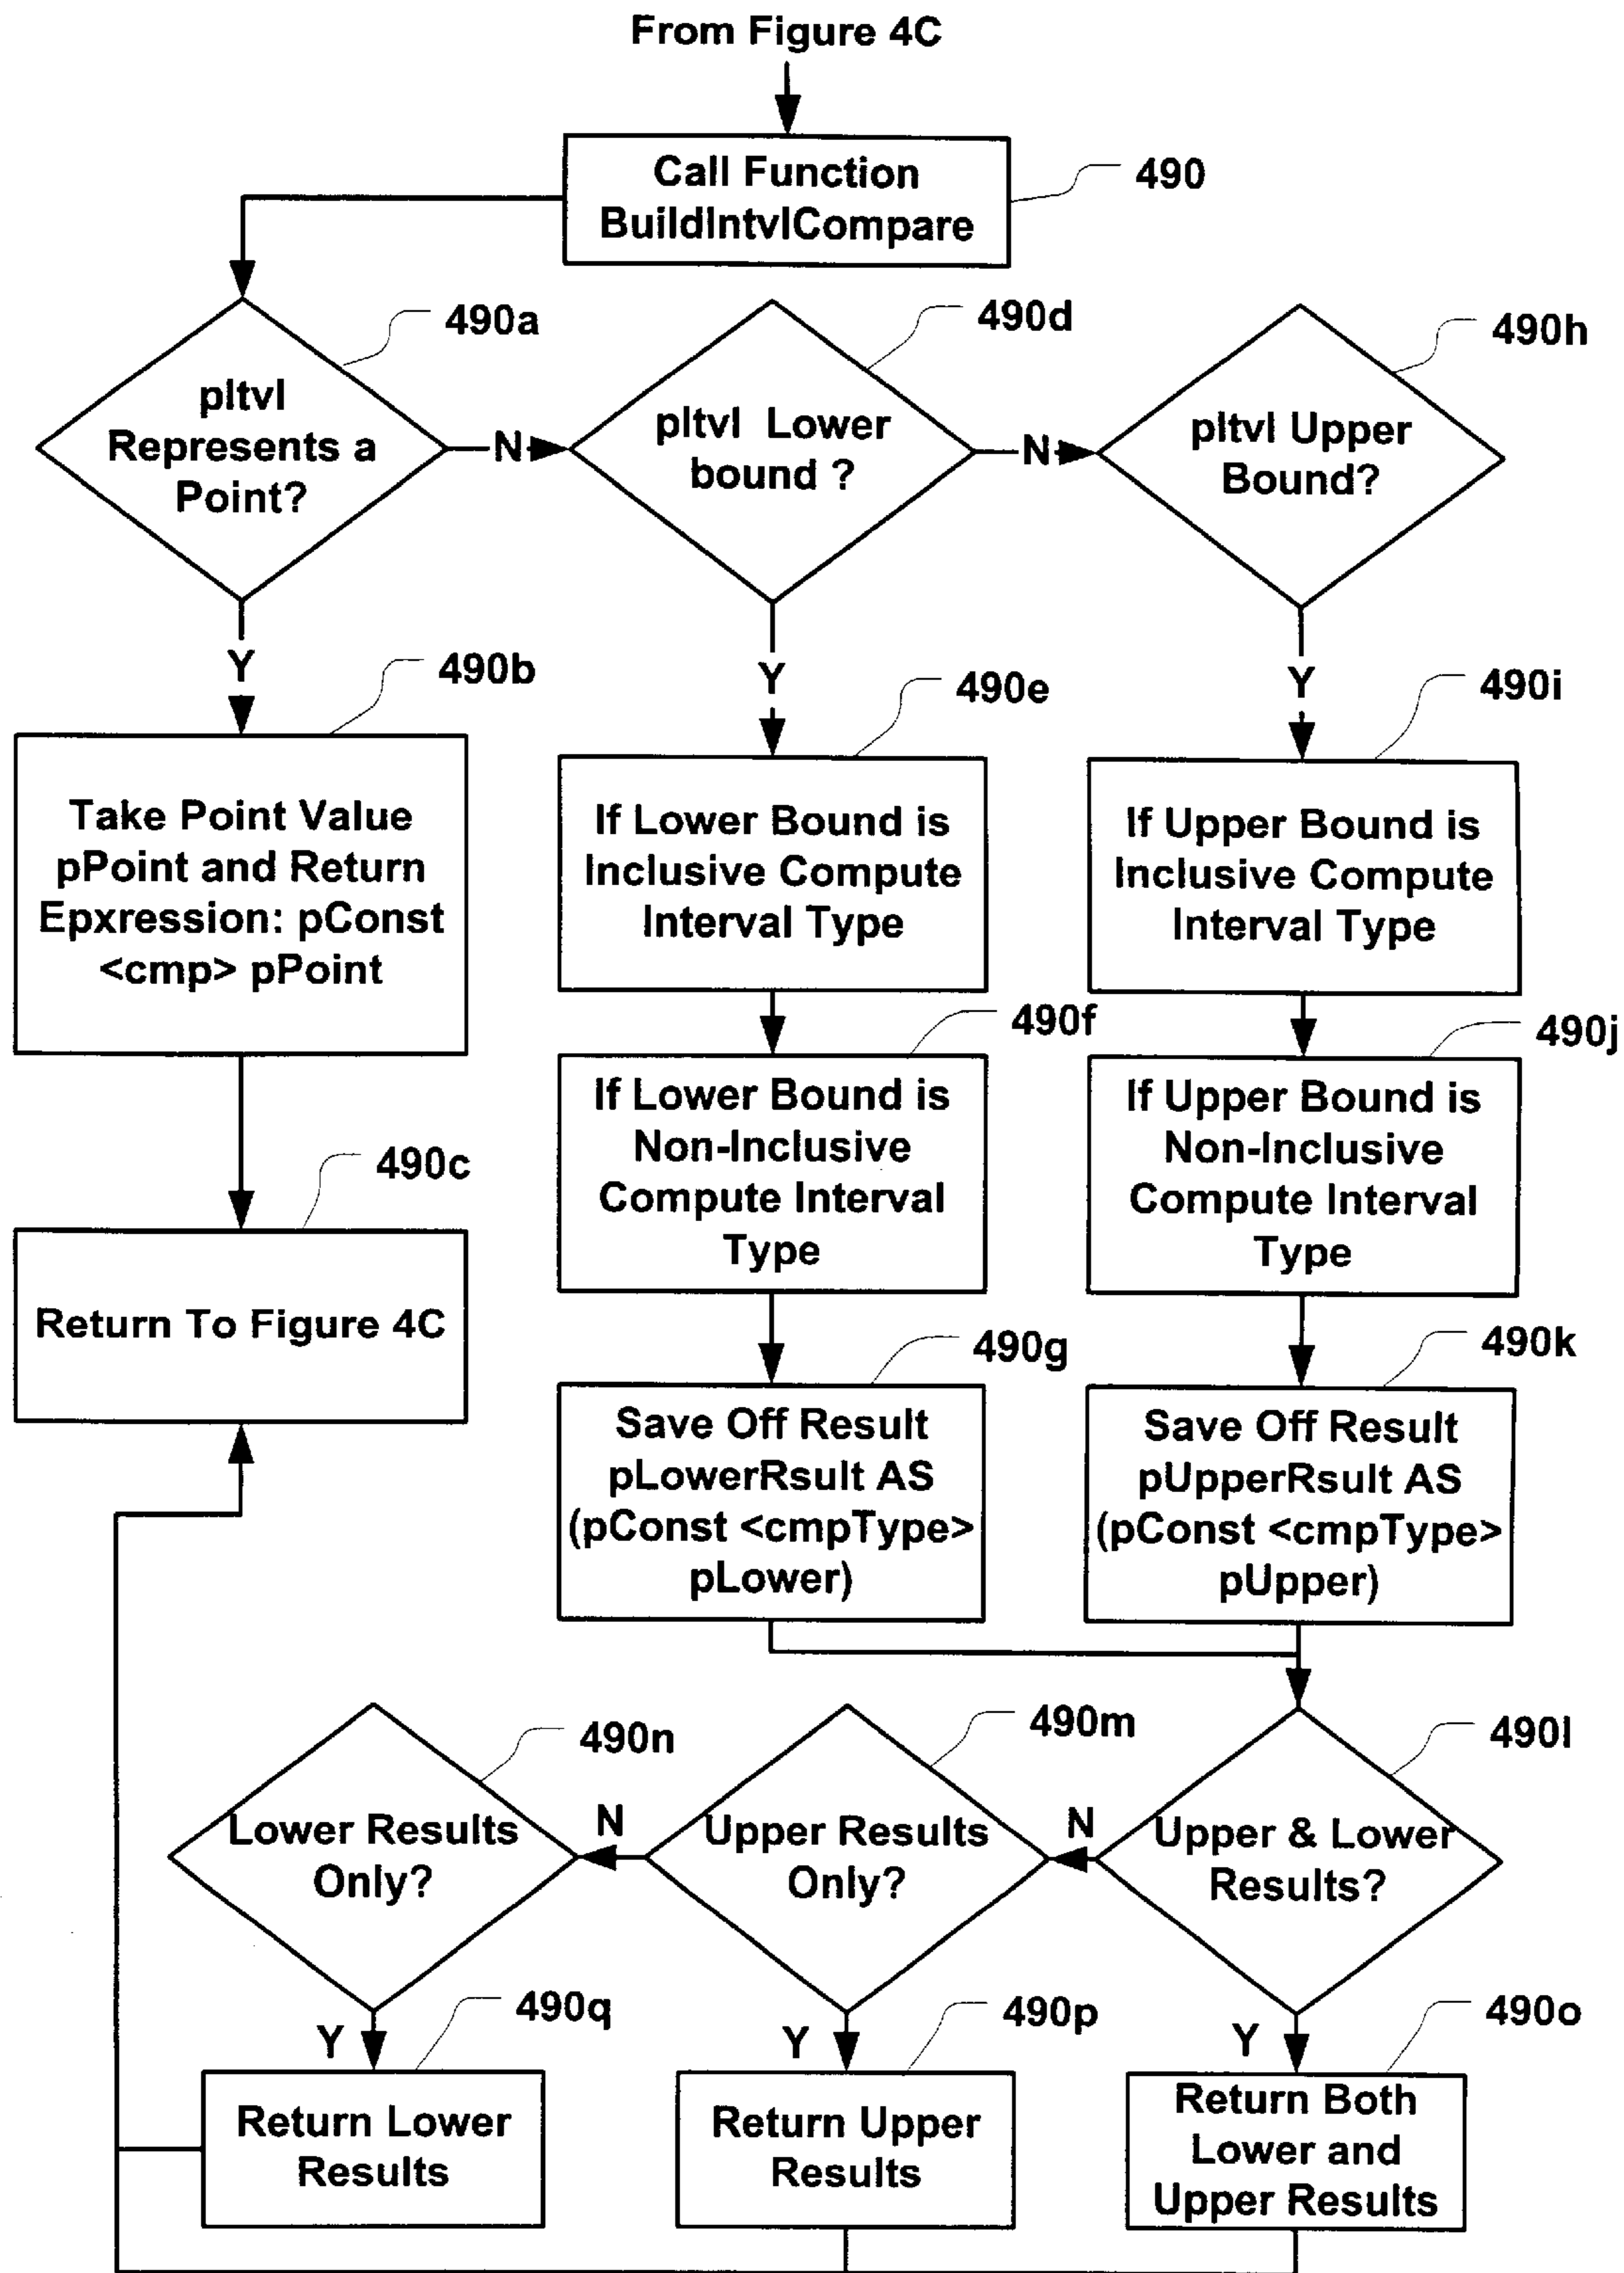 From Figure 4C
Call Function
BuildIntvlCompare
490
490a
pItvl
Represents a
Point?
N
490d
pItvl Lower
bound ?
N
490h
pItvl Upper
Bound?
Y
490b
Take Point Value
pPoint and Return
Epxression: pConst
<cmp> pPoint
490c
Return To Figure 4C
Y
490e
If Lower Bound is
Inclusive Compute
Interval Type
490f
If Lower Bound is
Non-Inclusive
Compute Interval
Type
490g
Save Off Result
pLowerRsult AS
(pConst <cmpType>
pLower)
Y
490i
If Upper Bound is
Inclusive Compute
Interval Type
490j
If Upper Bound is
Non-Inclusive
Compute Interval
Type
490k
Save Off Result
pUpperRsult AS
(pConst <cmpType>
pUpper)
490n
Lower Results
Only?
N
490m
Upper Results
Only?
N
490l
Upper & Lower
Results?
Y
490q
Return Lower
Results
Y
490p
Return Upper
Results
Y
490o
Return Both
Lower and
Upper Results